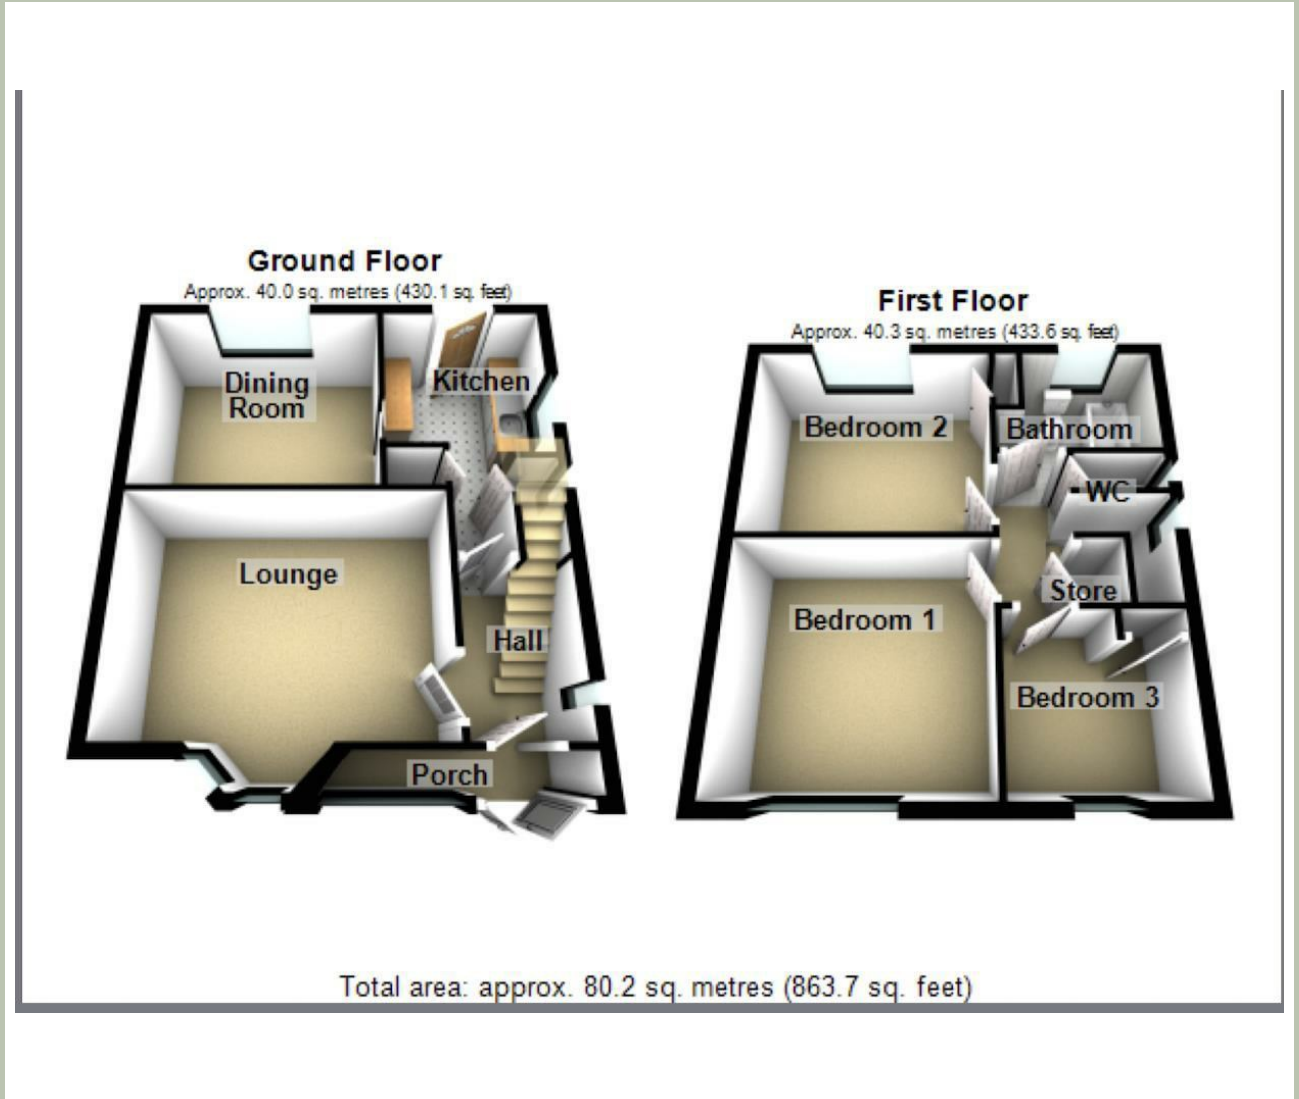 Ground Floor
Approx. 40.0 sq. metres (430.1 sq. feet)
Dining
Room
Kitchen
Lounge
Hall
Porch
First Floor
Approx. 40.3 sq. metres (433.6 sq. feet)
Bedroom 2
Bathroom
WC
Store
Bedroom 1
Bedroom 3
Total area: approx. 80.2 sq. metres (863.7 sq. feet)